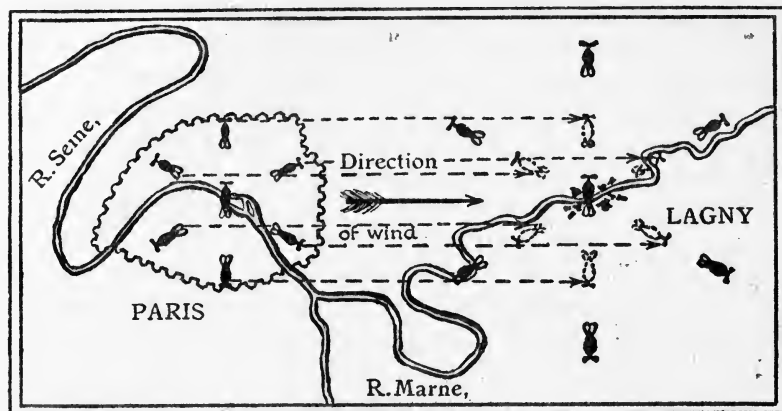 R. Seine,
Direction
of wind
LAGNY
PARIS
R. Marne,